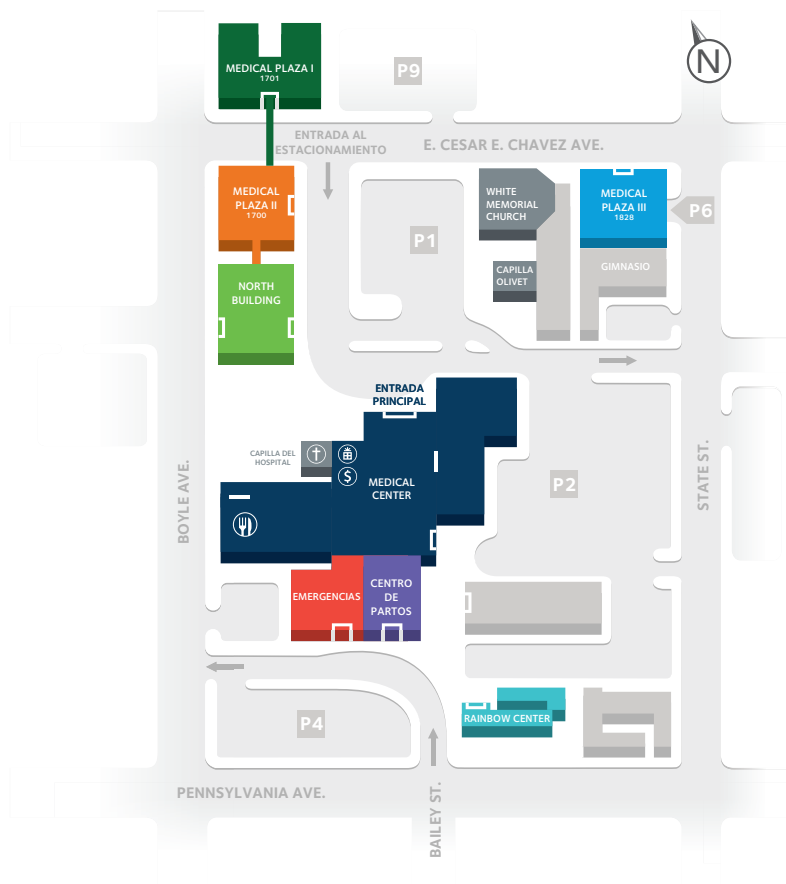 MEDICAL PLAZA I
1701
P9
N
ENTRADA AL
ESTACIONAMIENTO
E. CESAR E. CHAVEZ AVE.
MEDICAL
PLAZA II
1700
WHITE
MEMORIAL
CHURCH
MEDICAL
PLAZA III
1828
P6
P1
CAPILLA
OLIVET
GIMNASIO
NORTH
BUILDING
ENTRADA
PRINCIPAL
CAPILLA DEL
HOSPITAL
$
MEDICAL
CENTER
P2
BOYLE AVE.
STATE ST.
EMERGENCIAS
CENTRO
DE
PARTOS
P4
RAINBOW CENTER
PENNSYLVANIA AVE.
BAILEY ST.